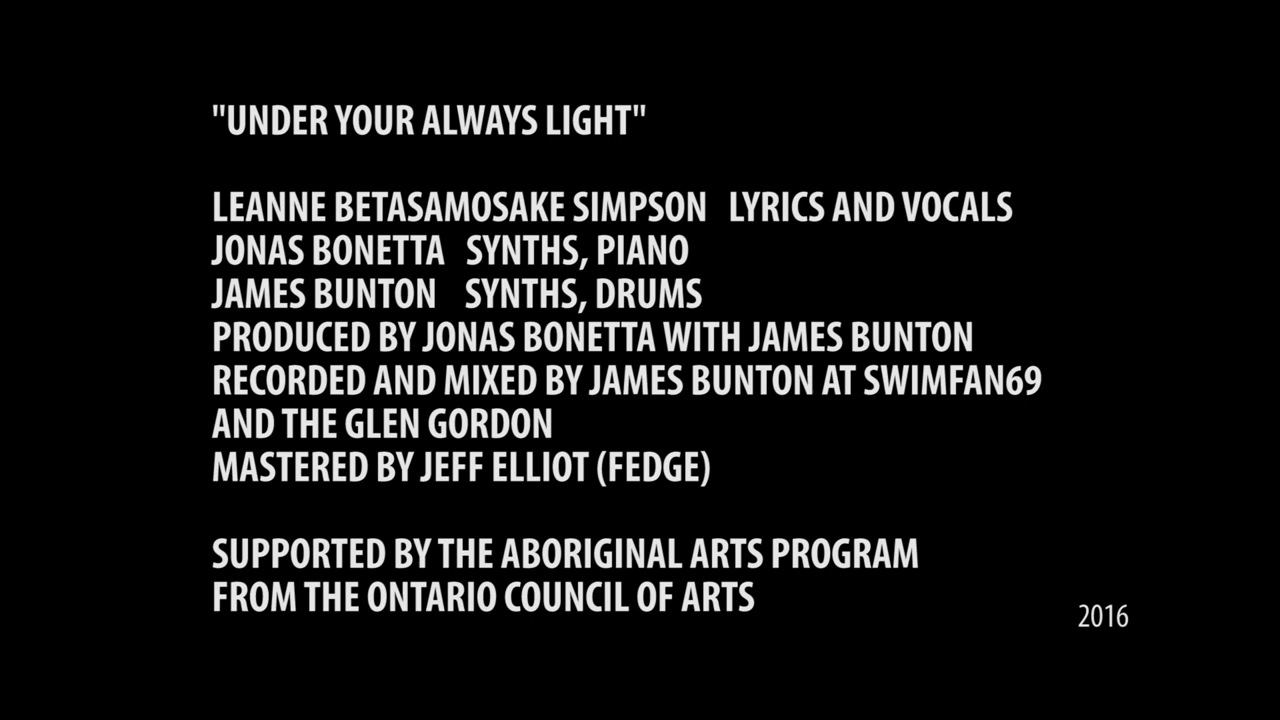 "UNDER YOUR ALWAYS LIGHT"
LEANNE BETASAMOSAKE SIMPSON   LYRICS AND VOCALS
JONAS BONETTA   SYNTHS, PIANO
JAMES BUNTON   SYNTHS, DRUMS
PRODUCED BY JONAS BONETTA WITH JAMES BUNTON
RECORDED AND MIXED BY JAMES BUNTON AT SWIMFAN69
AND THE GLEN GORDON
MASTERED BY JEFF ELLIOT (FEDGE)
SUPPORTED BY THE ABORIGINAL ARTS PROGRAM
FROM THE ONTARIO COUNCIL OF ARTS
2016